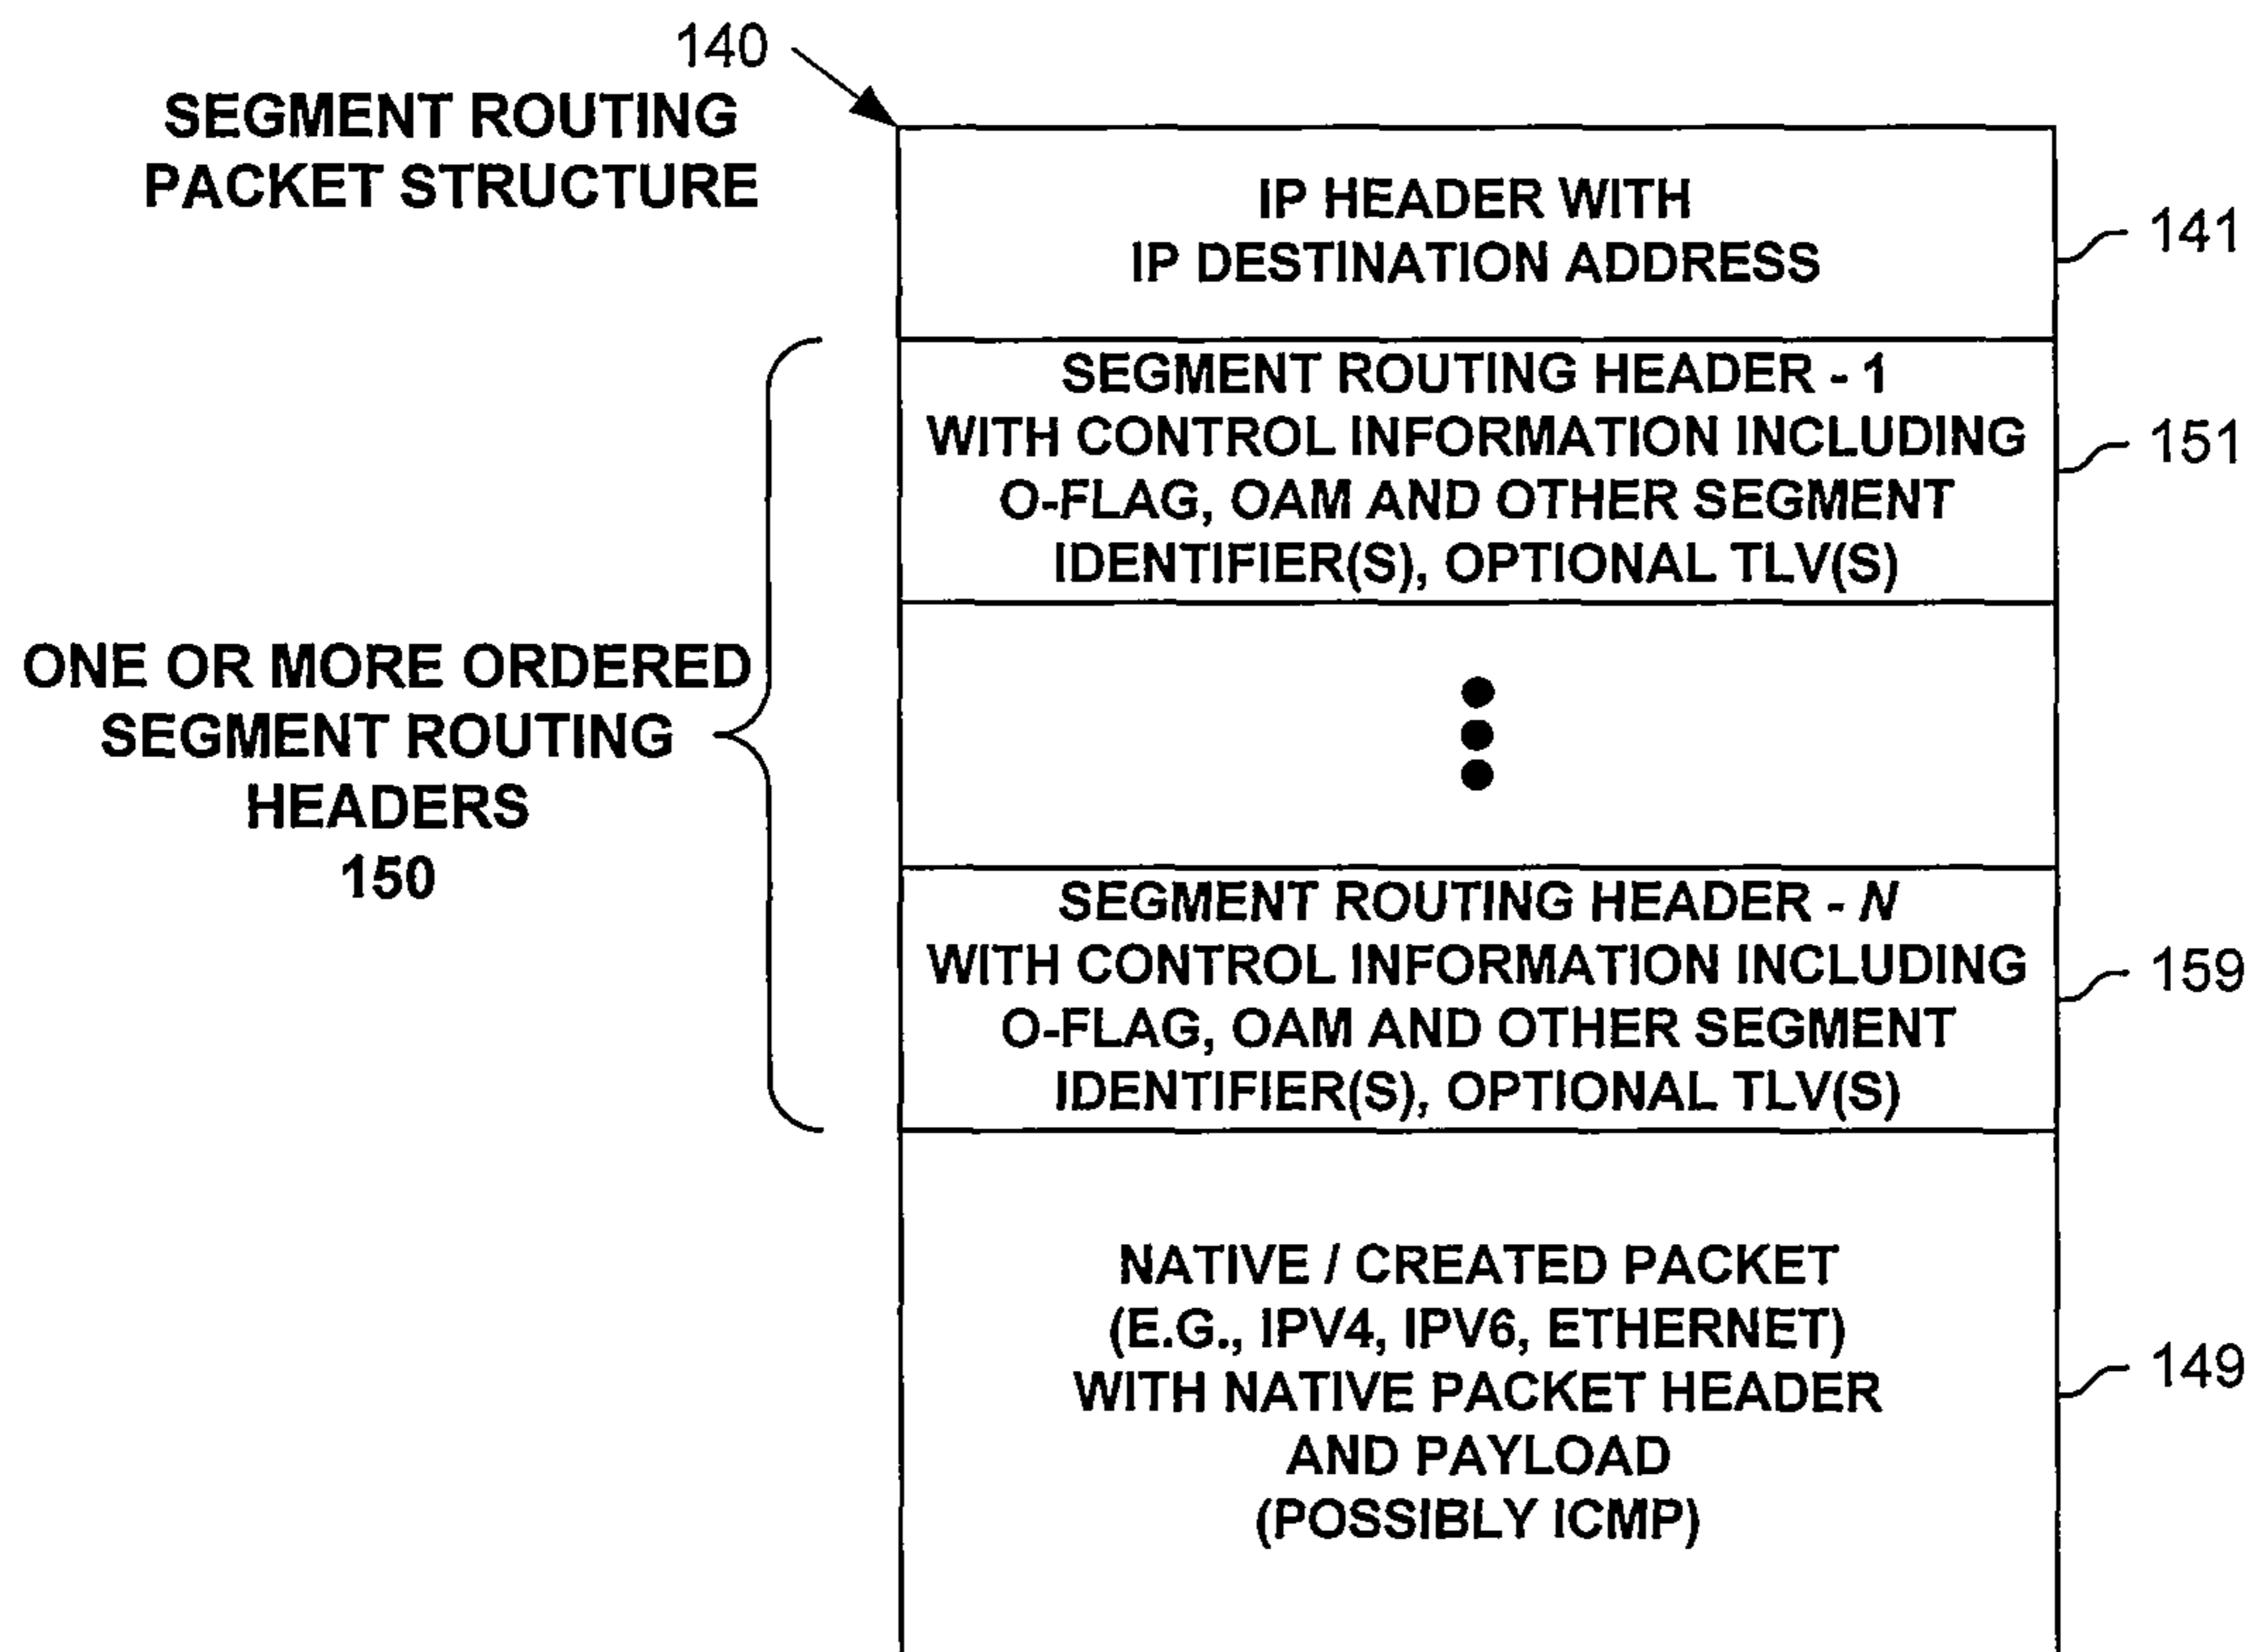 140
SEGMENT ROUTING
PACKET STRUCTURE
IP HEADER WITH
IP DESTINATION ADDRESS
141
SEGMENT ROUTING HEADER - 1
WITH CONTROL INFORMATION INCLUDING
O-FLAG, OAM AND OTHER SEGMENT
IDENTIFIER(S), OPTIONAL TLV(S)
151
ONE OR MORE ORDERED
SEGMENT ROUTING
HEADERS
150
SEGMENT ROUTING HEADER - N
WITH CONTROL INFORMATION INCLUDING
O-FLAG, OAM AND OTHER SEGMENT
IDENTIFIER(S), OPTIONAL TLV(S)
159
NATIVE / CREATED PACKET
(E.G., IPV4, IPV6, ETHERNET)
WITH NATIVE PACKET HEADER
AND PAYLOAD
(POSSIBLY ICMP)
149